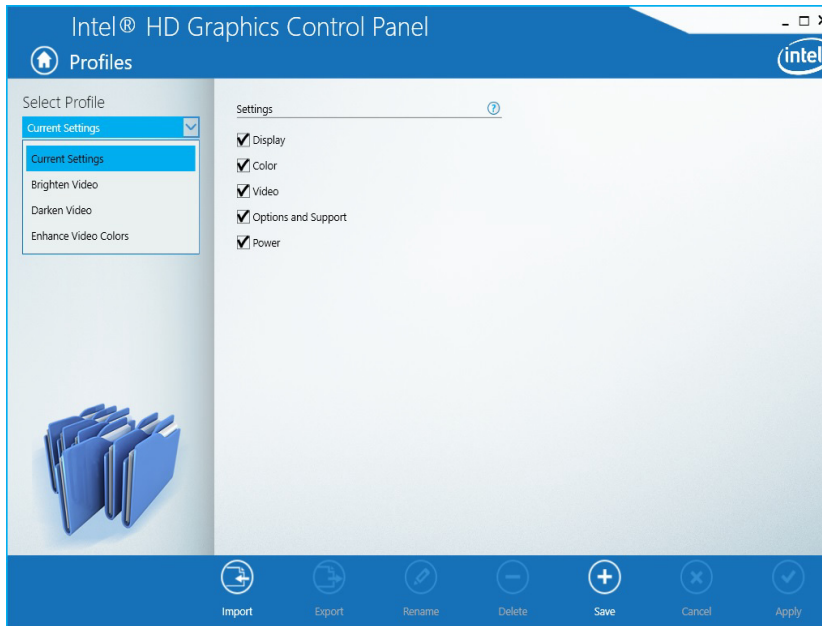 Intel® HD Graphics Control Panel
Profiles
intel
Select Profile
Current Settings
Current Settings
Brighten Video
Darken Video
Enhance Video Colors
Settings
?
Display
Color
Video
Options and Support
Power
Import
Export
Rename
Delete
Save
Cancel
Apply